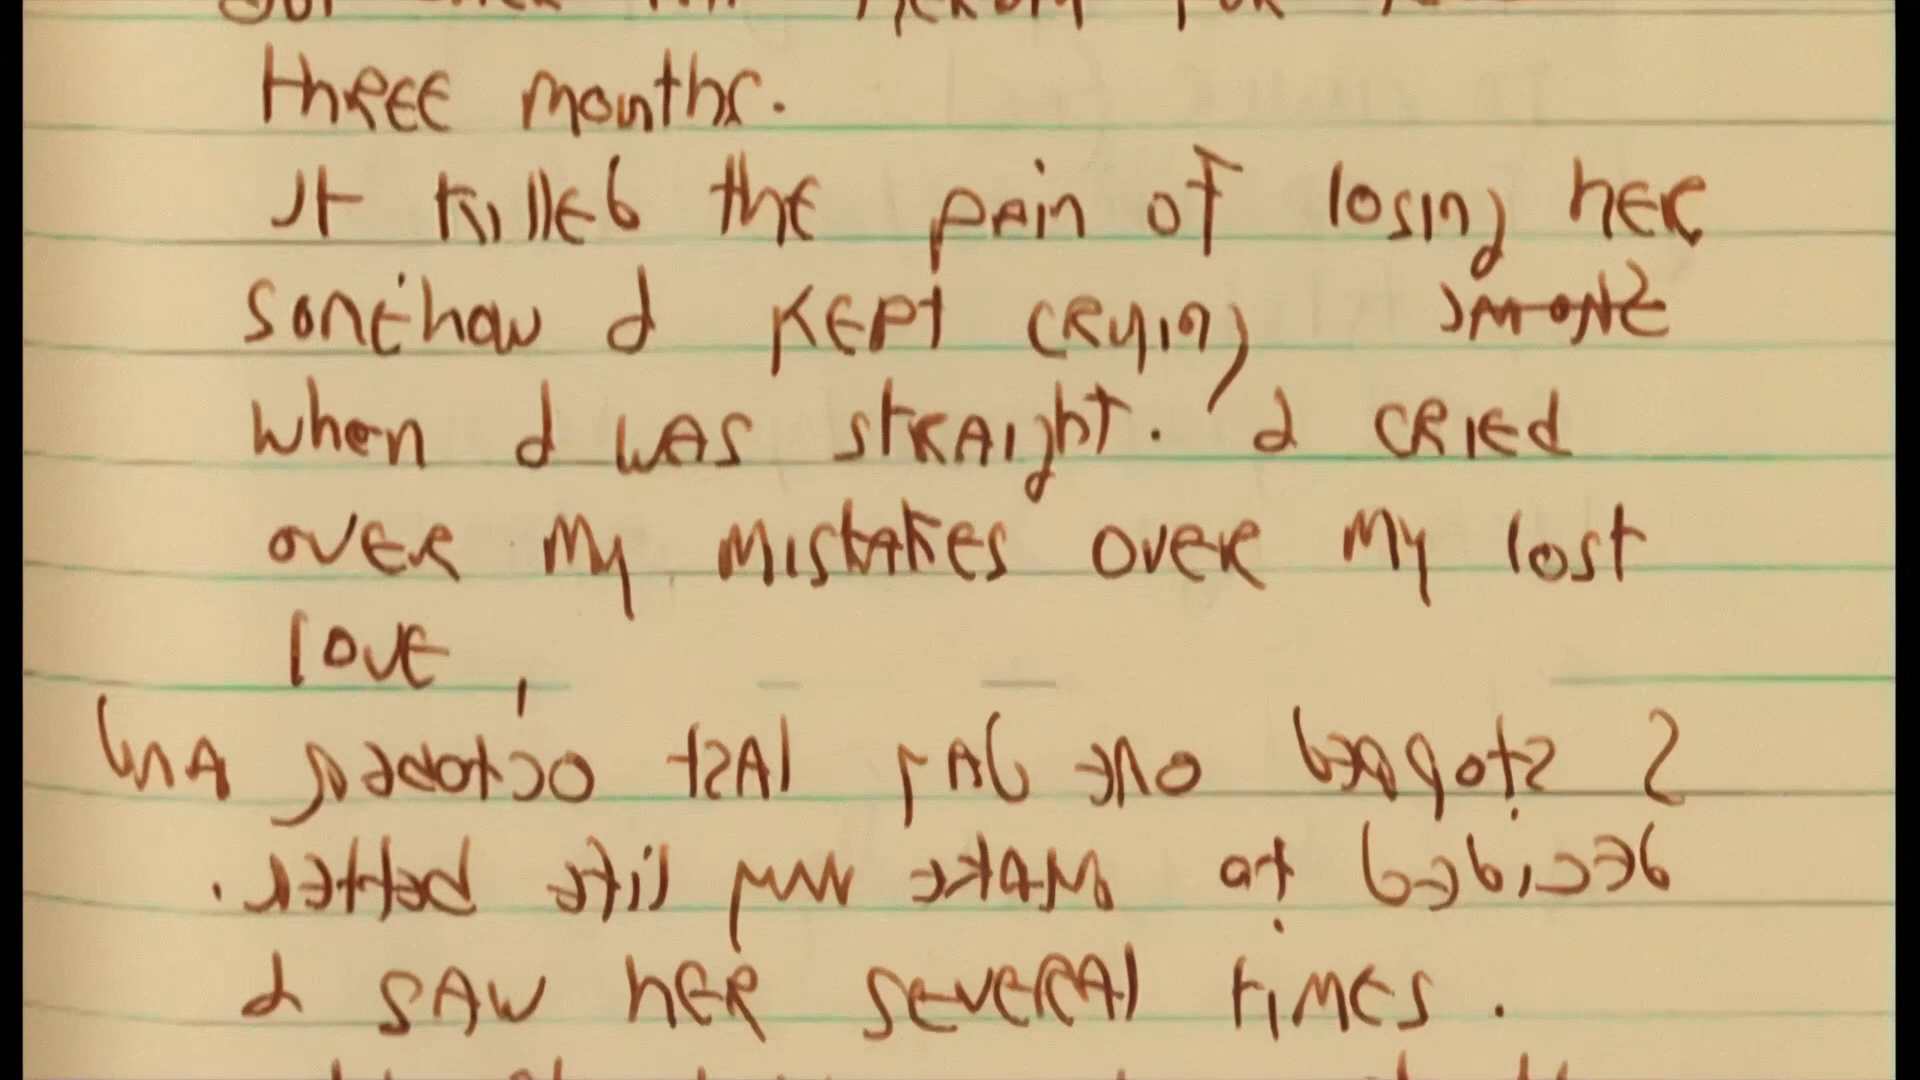 three months.
It killed the pain of losing her
somehow I kept crying
when I was straight. I cried
over my mistakes over my lost
love,
I stopped one day last october and
decided to make my life better.
I saw her several times.